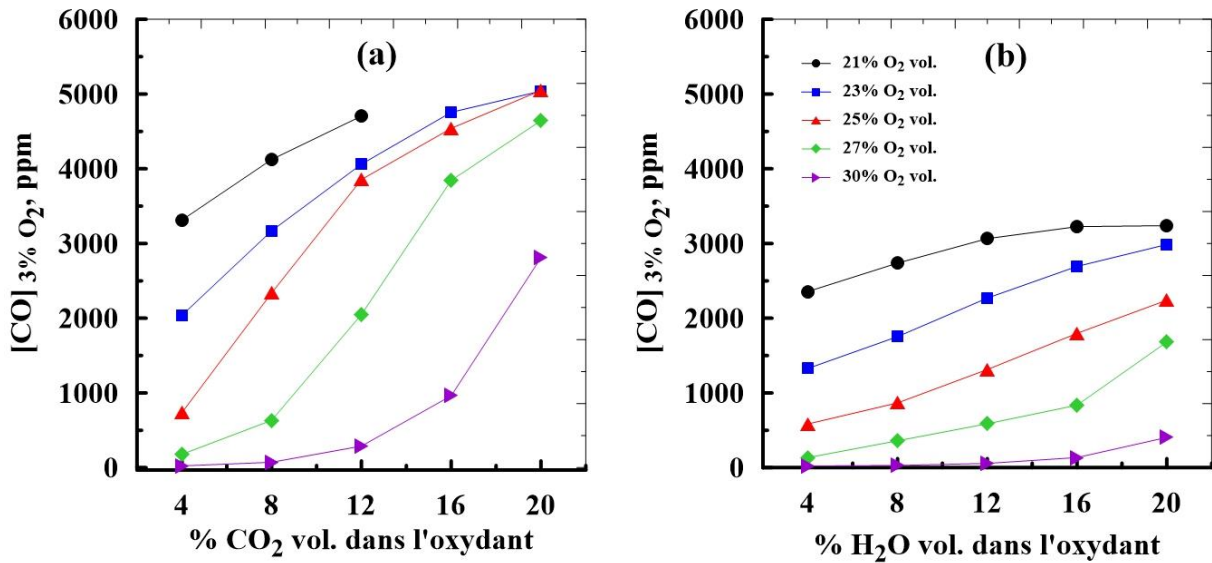 (a)
6000
5000
4000
3000
2000
1000
0
[CO] 3% O₂, ppm
4 8 12 16 20
% CO₂ vol. dans l'oxydant
(b)
6000
5000
4000
3000
2000
1000
0
[CO] 3% O₂, ppm
21% O₂ vol.
23% O₂ vol.
25% O₂ vol.
27% O₂ vol.
30% O₂ vol.
4 8 12 16 20
% H₂O vol. dans l'oxydant